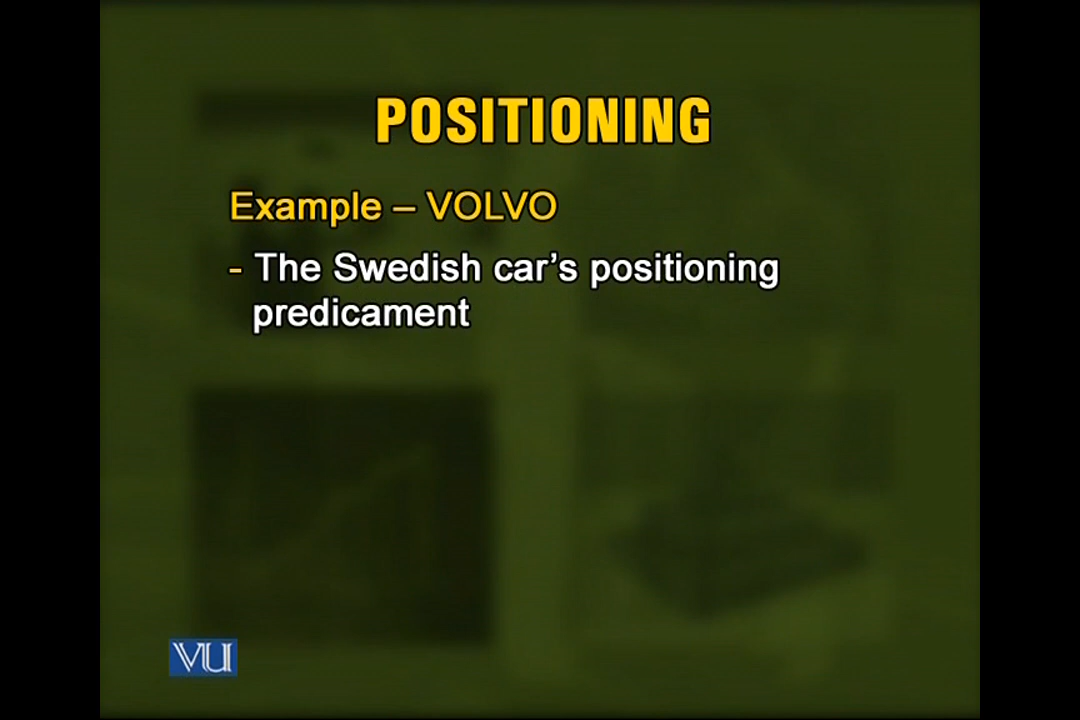 POSITIONING
Example – VOLVO
- The Swedish car’s positioning
predicament
VU